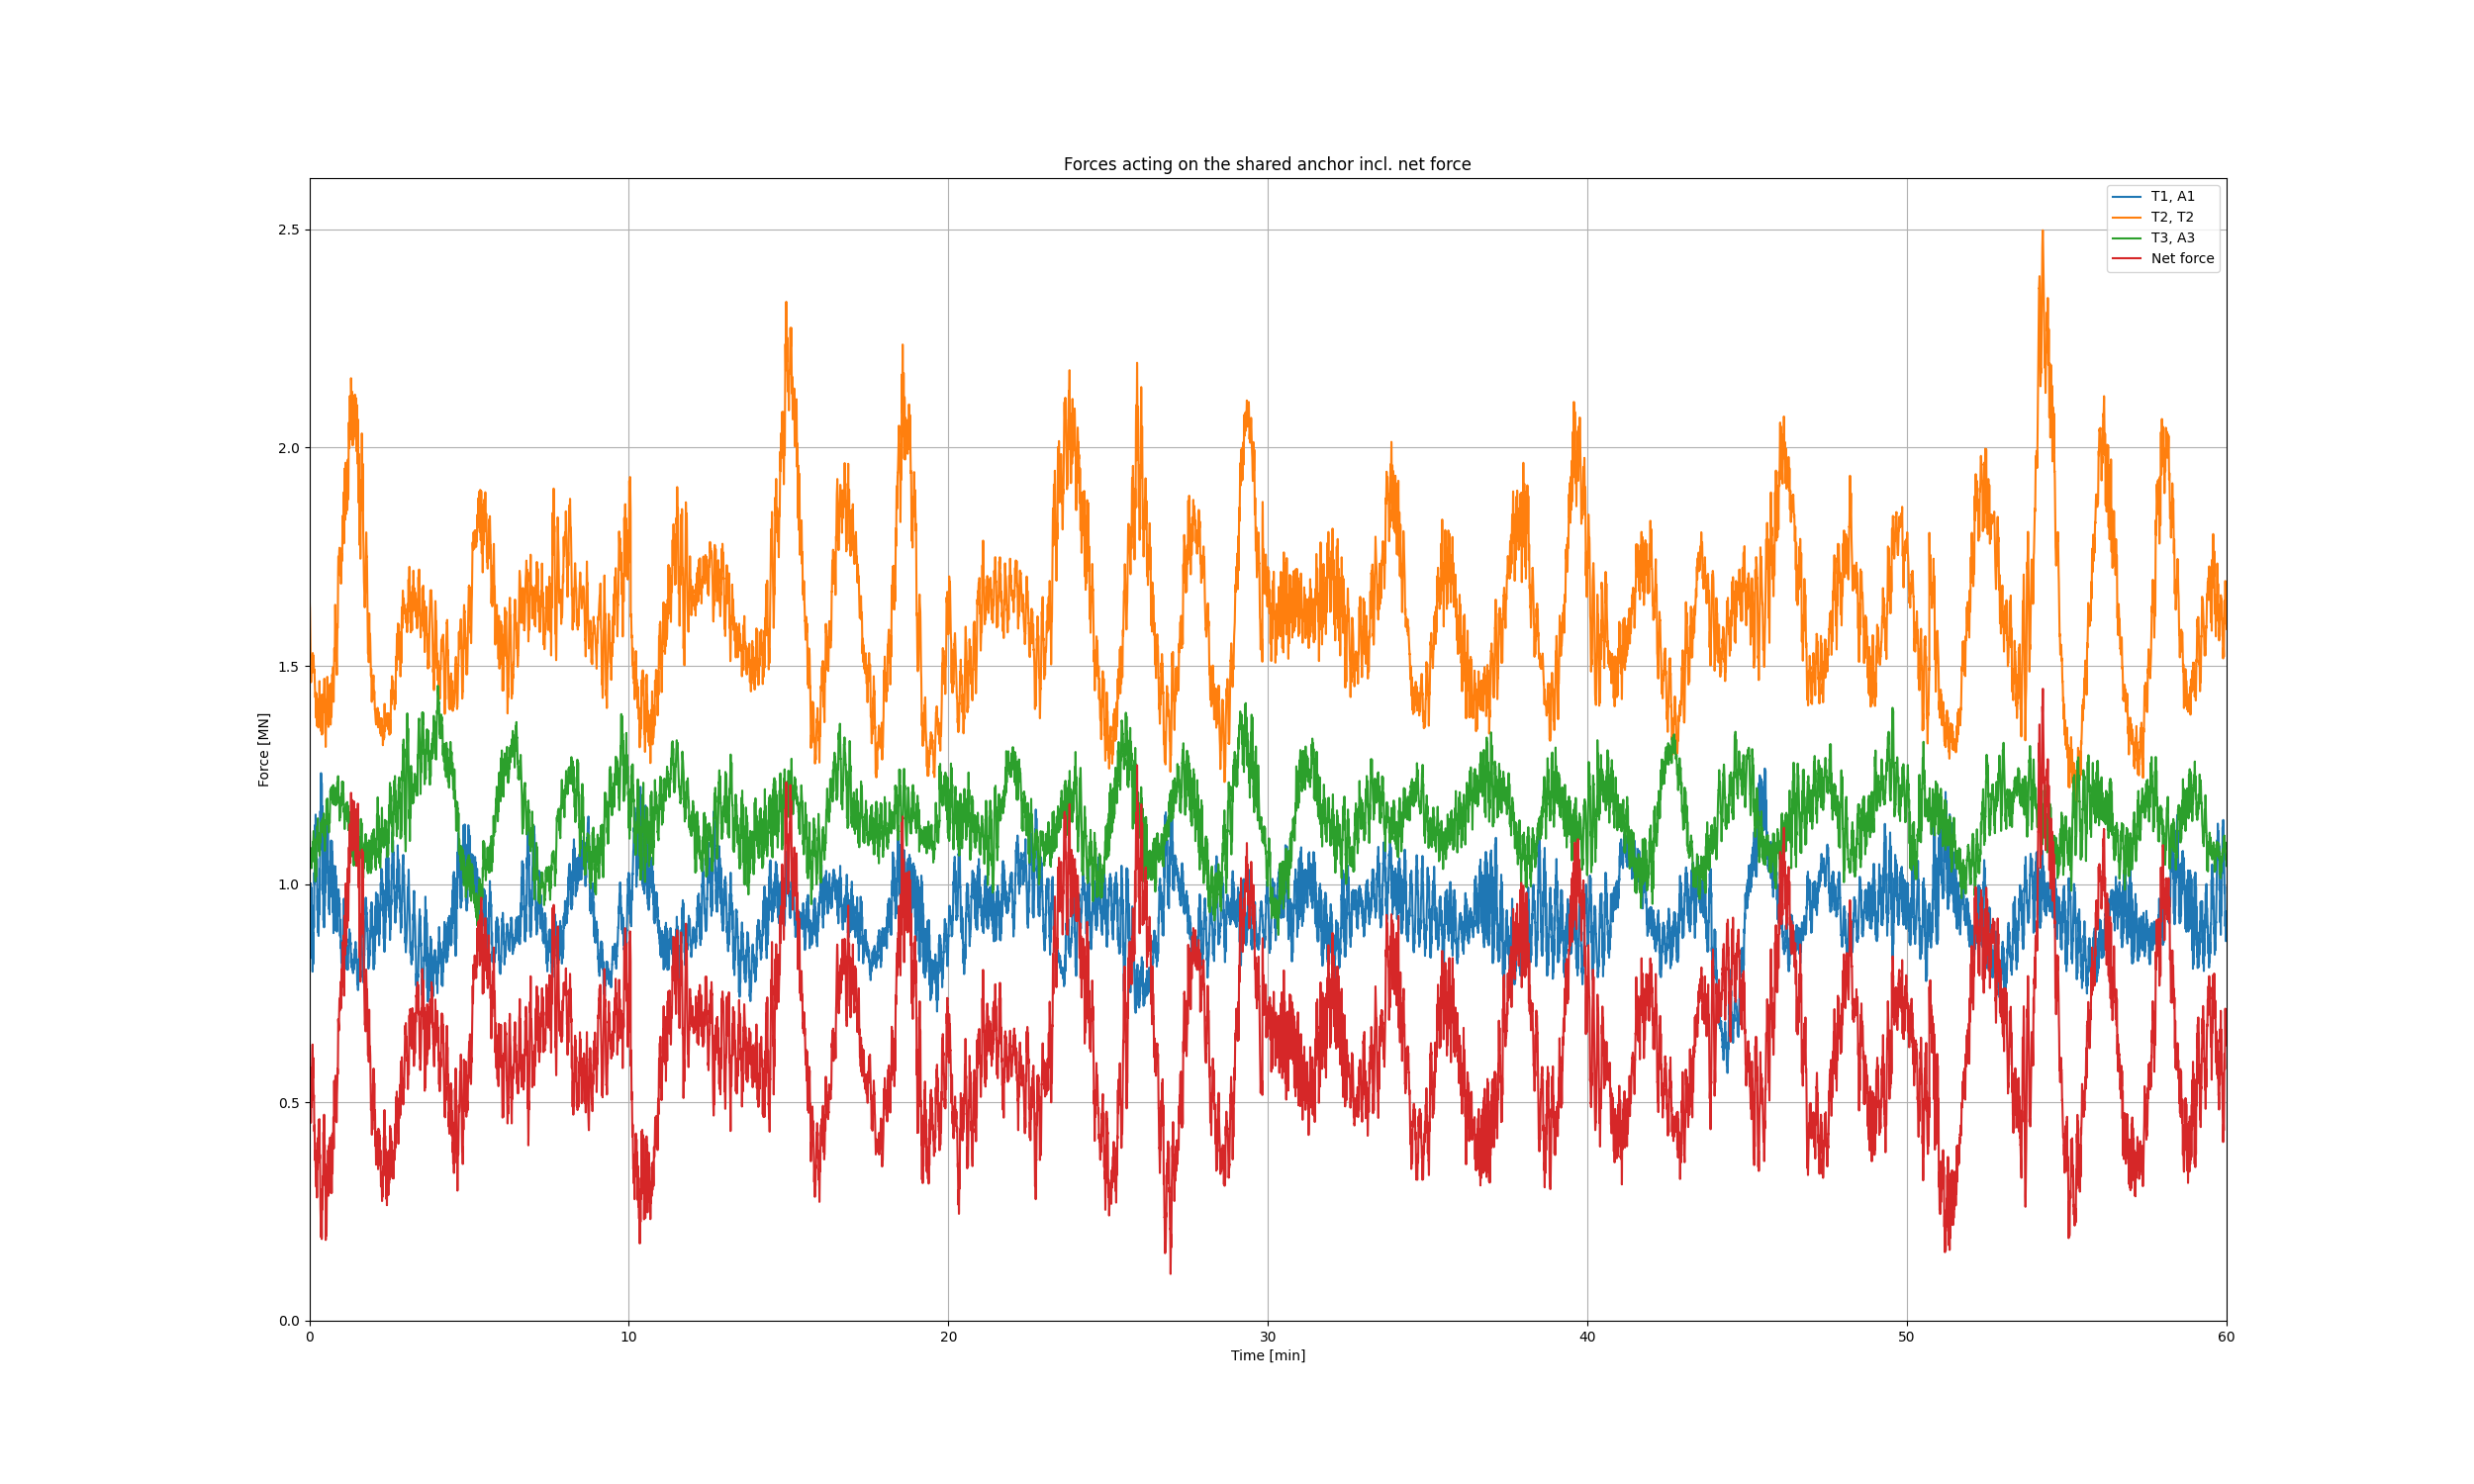 Forces acting on the shared anchor incl. net force
T1, A1
T2, T2
T3, A3
Net force
Force [MN]
2.5
2.0
1.5
1.0
0.5
0.0
0 10 20 30 40 50 60
Time [min]